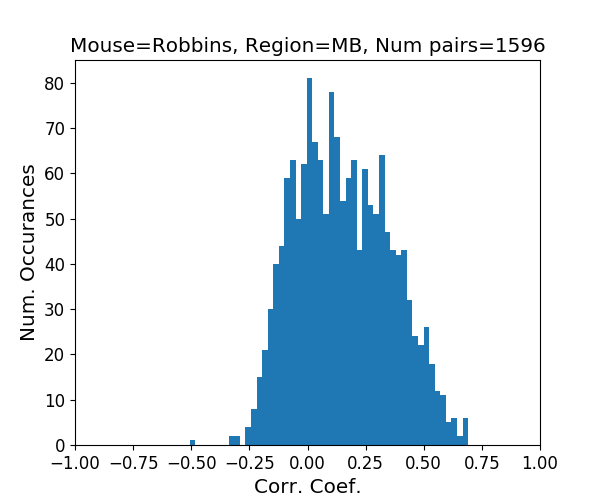 Mouse=Robbins, Region=MB, Num pairs=1596
80
70
60
50
40
30
20
10
0
Num. Occurances
−1.00 −0.75 −0.50 −0.25 0.00 0.25 0.50 0.75 1.00
Corr. Coef.